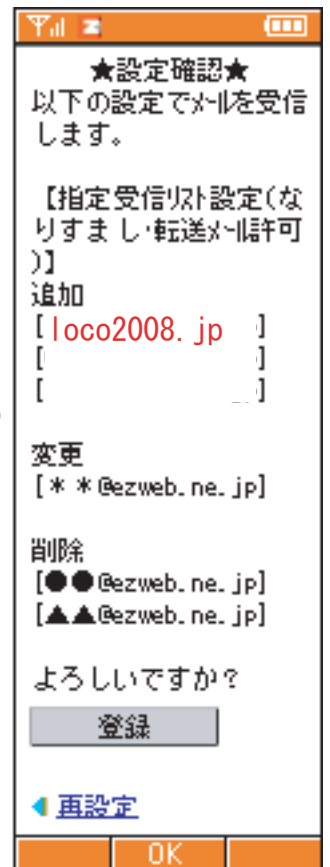 ★設定確認★
以下の設定でメールを受信
します。
【指定受信リスト設定(な
りすまし・転送メール許可
)】
追加
[loco2008.jp ]
[ ]
[ ]
変更
[＊＊@ezweb.ne.jp]
削除
[●●@ezweb.ne.jp]
[▲▲@ezweb.ne.jp]
よろしいですか?
登録
再設定
OK